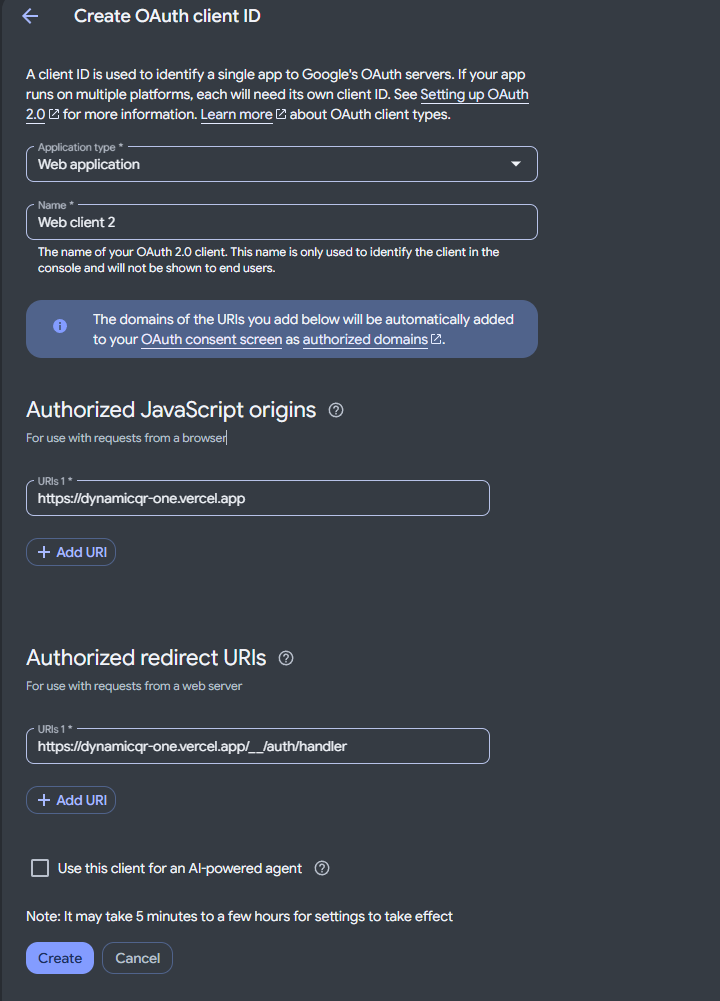 Create OAuth client ID
A client ID is used to identify a single app to Google's OAuth servers. If your app
runs on multiple platforms, each will need its own client ID. See Setting up OAuth
2.0 for more information. Learn more about OAuth client types.
Application type *
Web application
Name *
Web client 2
The name of your OAuth 2.0 client. This name is only used to identify the client in the
console and will not be shown to end users.
The domains of the URIs you add below will be automatically added
to your OAuth consent screen as authorized domains.
Authorized JavaScript origins
For use with requests from a browser
URIs 1 *
https://dynamicqr-one.vercel.app
Add URI
Authorized redirect URIs
For use with requests from a web server
URIs 1 *
https://dynamicqr-one.vercel.app/__/auth/handler
Add URI
Use this client for an AI-powered agent
Note: It may take 5 minutes to a few hours for settings to take effect
Create Cancel